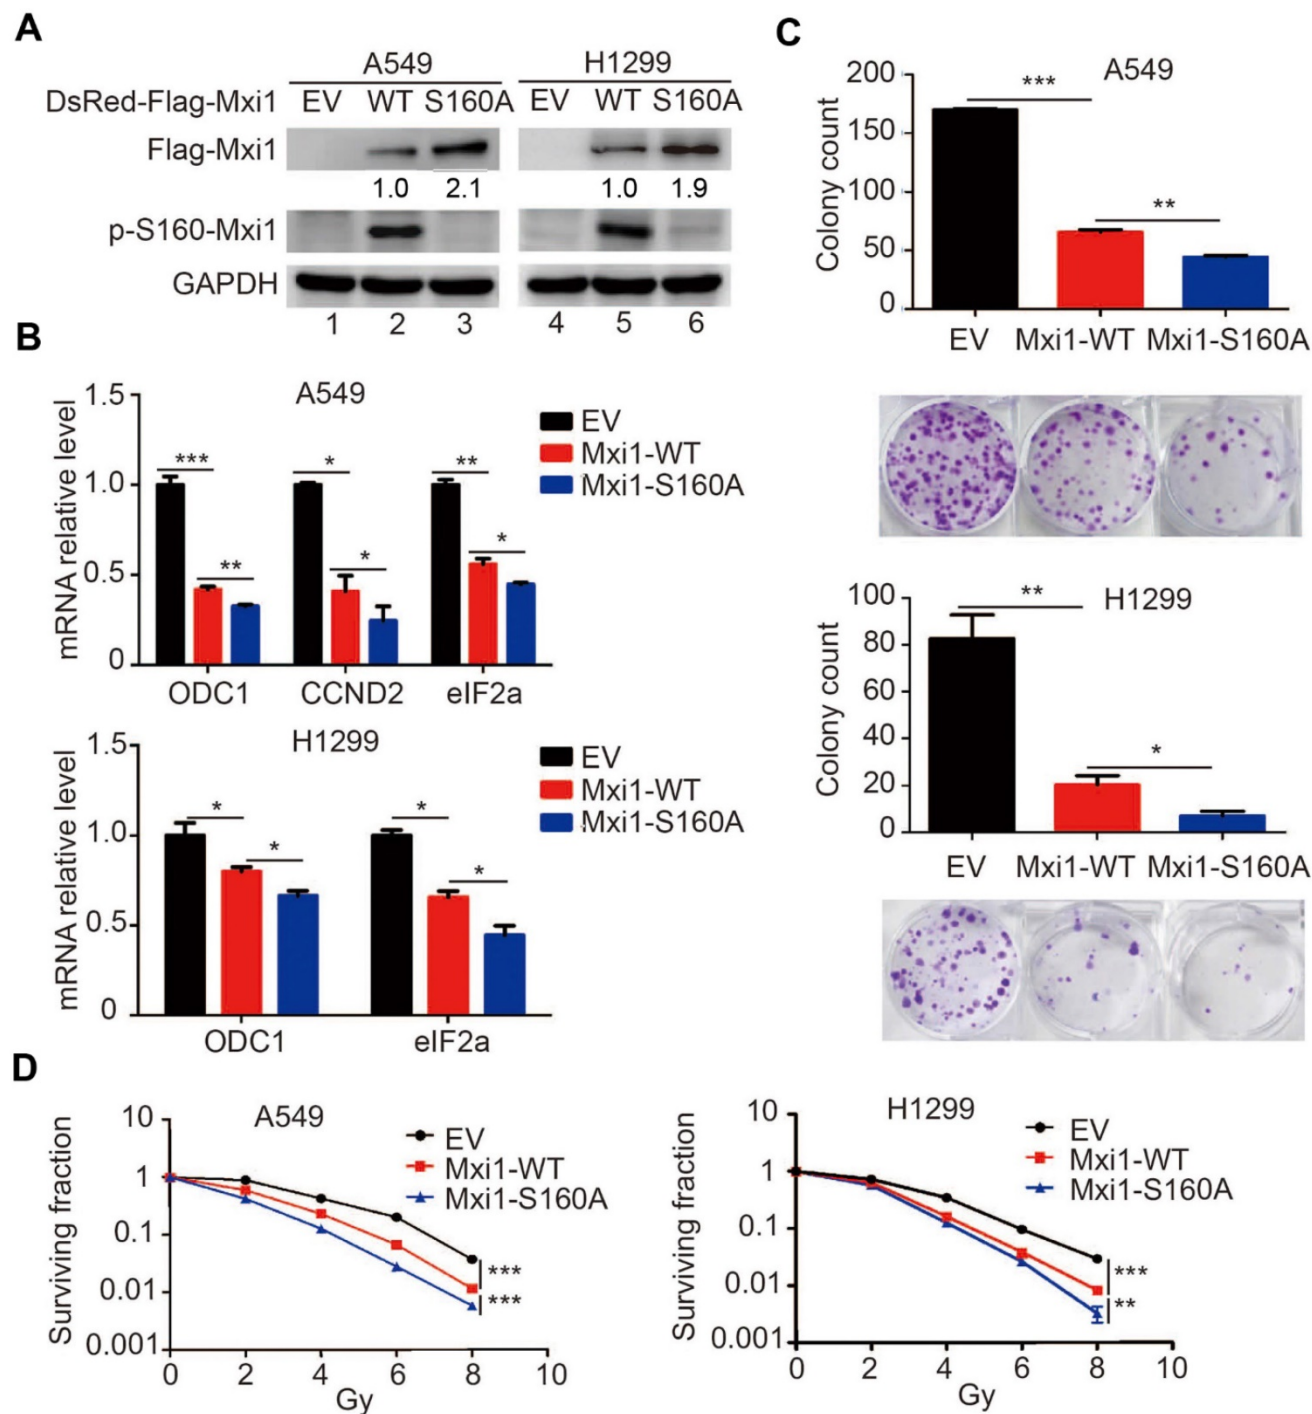 A
A549 H1299
DsRed-Flag-Mxi1 EV WT S160A EV WT S160A
Flag-Mxi1
1.0 2.1 1.0 1.9
p-S160-Mxi1
GAPDH
1 2 3 4 5 6
B
A549
mRNA relative level
1.5
1.0
0.5
0
*** ** * * ** *
ODC1 CCND2 eIF2a
EV
Mxi1-WT
Mxi1-S160A
H1299
mRNA relative level
1.5
1.0
0.5
0
* * * *
ODC1 eIF2a
EV
Mxi1-WT
Mxi1-S160A
C
A549
Colony count
200
150
100
50
0
*** **
EV Mxi1-WT Mxi1-S160A
H1299
Colony count
100
80
60
40
20
0
** *
EV Mxi1-WT Mxi1-S160A
D
A549
Surviving fraction
10
1
0.1
0.01
0.001
0 2 4 6 8 10
Gy
EV
Mxi1-WT
Mxi1-S160A
***
***
H1299
Surviving fraction
10
1
0.1
0.01
0.001
0 2 4 6 8 10
Gy
EV
Mxi1-WT
Mxi1-S160A
***
**